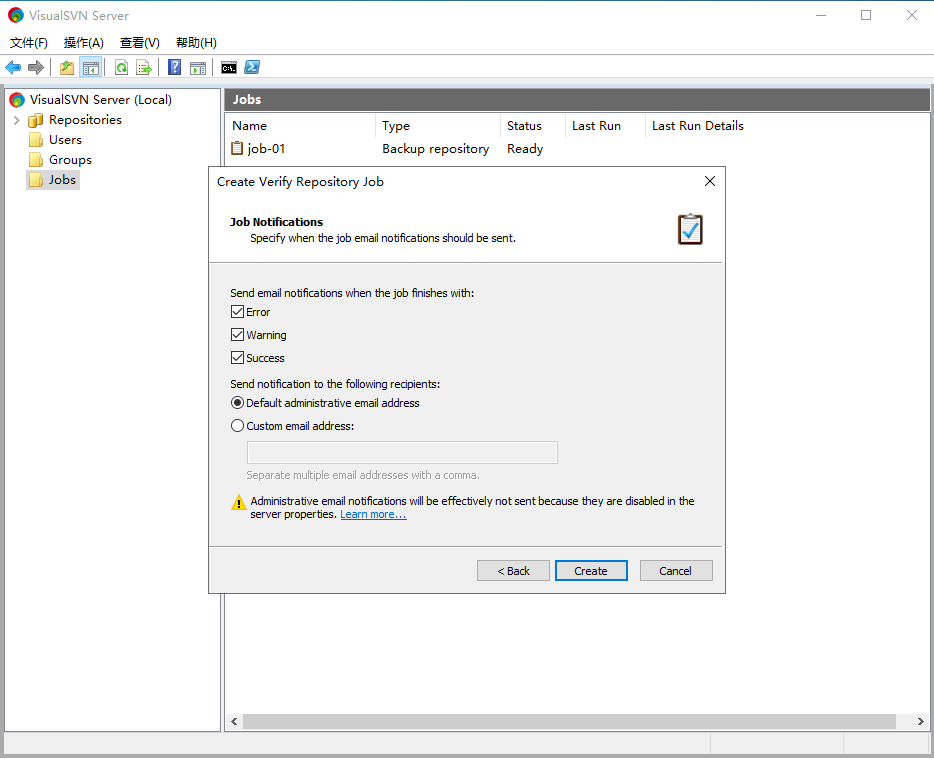 VisualSVN Server
文件(F) 操作(A) 查看(V) 帮助(H)
VisualSVN Server (Local)
Repositories
Users
Groups
Jobs
Jobs
Name Type Status Last Run Last Run Details
job-01 Backup repository Ready
Create Verify Repository Job
Job Notifications
Specify when the job email notifications should be sent.
Send email notifications when the job finishes with:
Error
Warning
Success
Send notification to the following recipients:
Default administrative email address
Custom email address:
Separate multiple email addresses with a comma.
Administrative email notifications will be effectively not sent because they are disabled in the
server properties. Learn more...
< Back Create Cancel